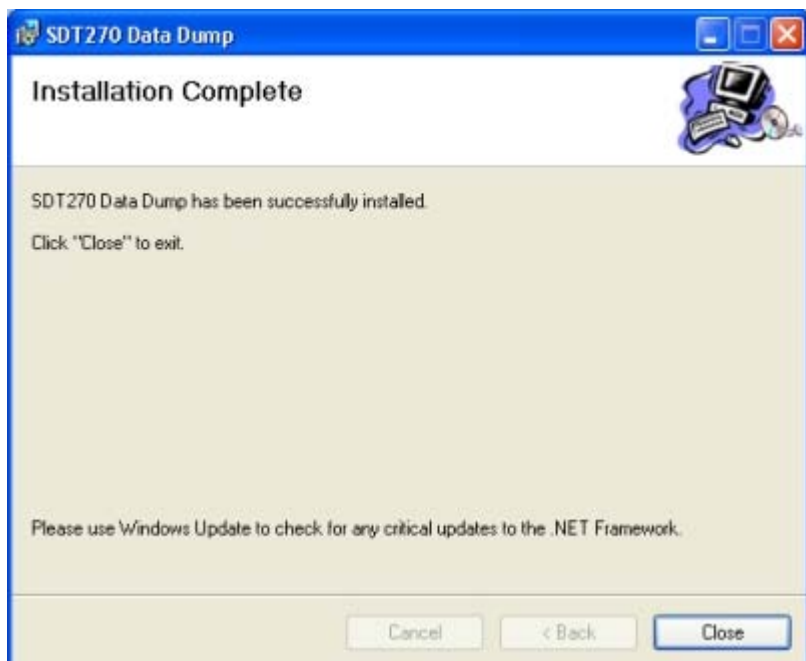 SDT270 Data Dump
Installation Complete
SDT270 Data Dump has been successfully installed.
Click "Close" to exit.
Please use Windows Update to check for any critical updates to the .NET Framework.
Cancel
< Back
Close